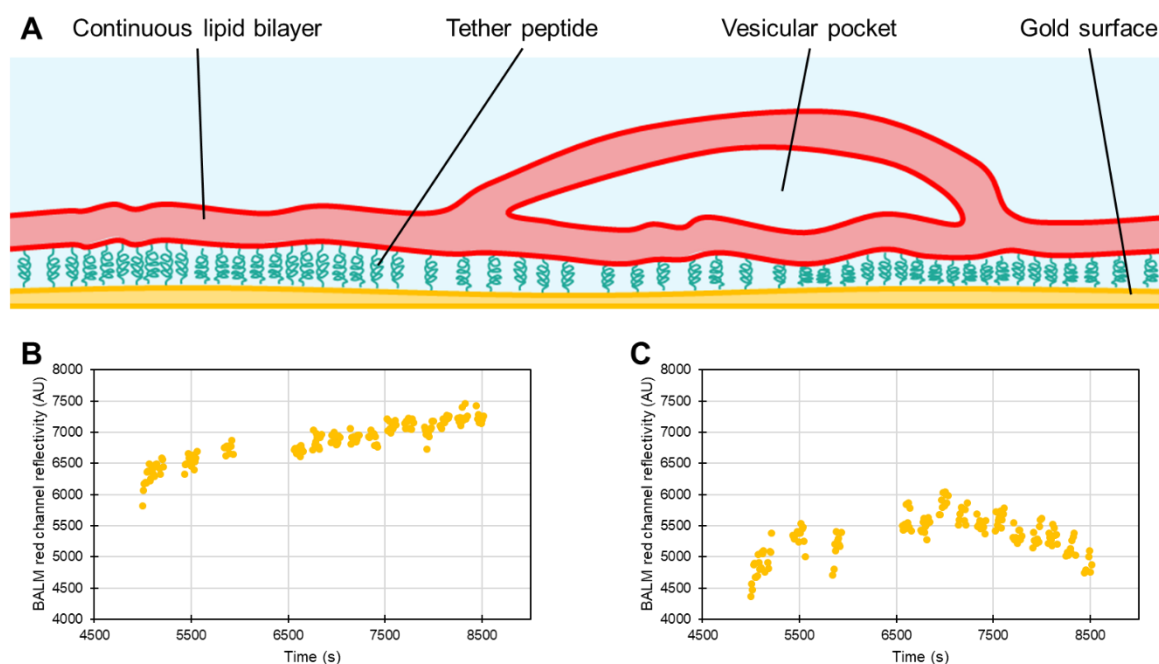 A
Continuous lipid bilayer
Tether peptide
Vesicular pocket
Gold surface
B
BALM red channel reflectivity (AU)
8000
7500
7000
6500
6000
5500
5000
4500
4000
4500
5500
6500
7500
8500
Time (s)
C
BALM red channel reflectivity (AU)
8000
7500
7000
6500
6000
5500
5000
4500
4000
4500
5500
6500
7500
8500
Time (s)